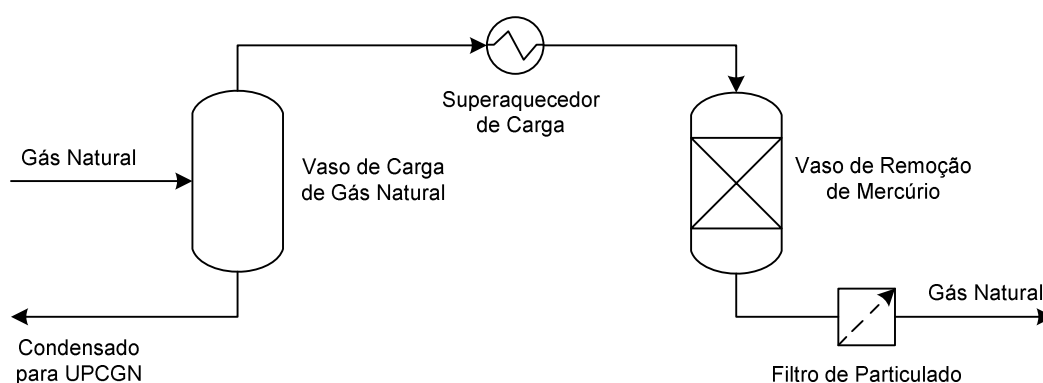 Superaquecedor
de Carga
Gás Natural
Vaso de Carga
de Gás Natural
Vaso de Remoção
de Mercúrio
Gás Natural
Condensado
para UPCGN
Filtro de Particulado